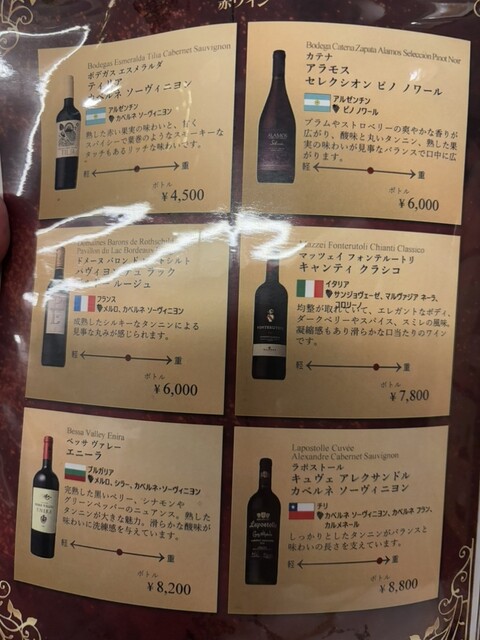 赤ワイン
Bodegas Esmeralda Tilia Cabernet Sauvignon
ボデガス エスメラルダ
ティリア
カベルネ ソーヴィニヨン
アルゼンチン
カベルネ ソーヴィニヨン
熟した赤い果実の味わいと、甘く
スパイシーで薫香のようなスモーキーな
タッチもあるリッチな味わいです。
軽 重
ボトル
¥4,500
Bodega Catena Zapata Alamos Seleccion Pinot Noir
カテナ
アラモス
セレクシオン ピノ ノワール
アルゼンチン
ピノ ノワール
プラムやストロベリーの爽やかな香りが
広がり、酸味と丸いタンニン、熟した果
実の味わいが見事なバランスで口中に広
がります。
軽 重
ボトル
¥6,000
Domaines Barons de Rothschild
Pavillon du Lac Bordeaux
ドメーヌ バロン ド ロートシルト
パヴィヨン デュ ラック
ルージュ
フランス
メルロ、カベルネ ソーヴィニヨン
成熟したシルキーなタンニンによる
見事な丸みが感じられます。
軽 重
ボトル
¥6,000
Mazzei Fonterutoli Chianti Classico
マッツェイ フォンテルートリ
キャンティ クラシコ
イタリア
サンジョヴェーゼ、マルヴァジア ネーラ、
コロリーノ
均整が取れていて、エレガントなボディ、
ダークベリーやスパイス、スミレの風味。
凝縮感もあり滑らかな口当たりのワイン
です。
軽 重
ボトル
¥7,800
Bessa Valley Enira
ベッサ ヴァレー
エニーラ
ブルガリア
メルロ、シラー、カベルネ・ソーヴィニヨン
完熟した黒いベリー、シナモンや
グリーンペッパーのニュアンス。熟した
タンニンが大きな魅力。滑らかな酸味が
味わいに洗練感を与えています。
軽 重
ボトル
¥8,200
Lapostolle Cuvée
Alexandre Cabernet Sauvignon
ラポストール
キュヴェ アレクサンドル
カベルネ ソーヴィニヨン
チリ
カベルネ ソーヴィニヨン、カベルネ フラン、
カルメネール
しっかりとしたタンニンがバランスと
味わいの長さを支えています。
軽 重
ボトル
¥8,800